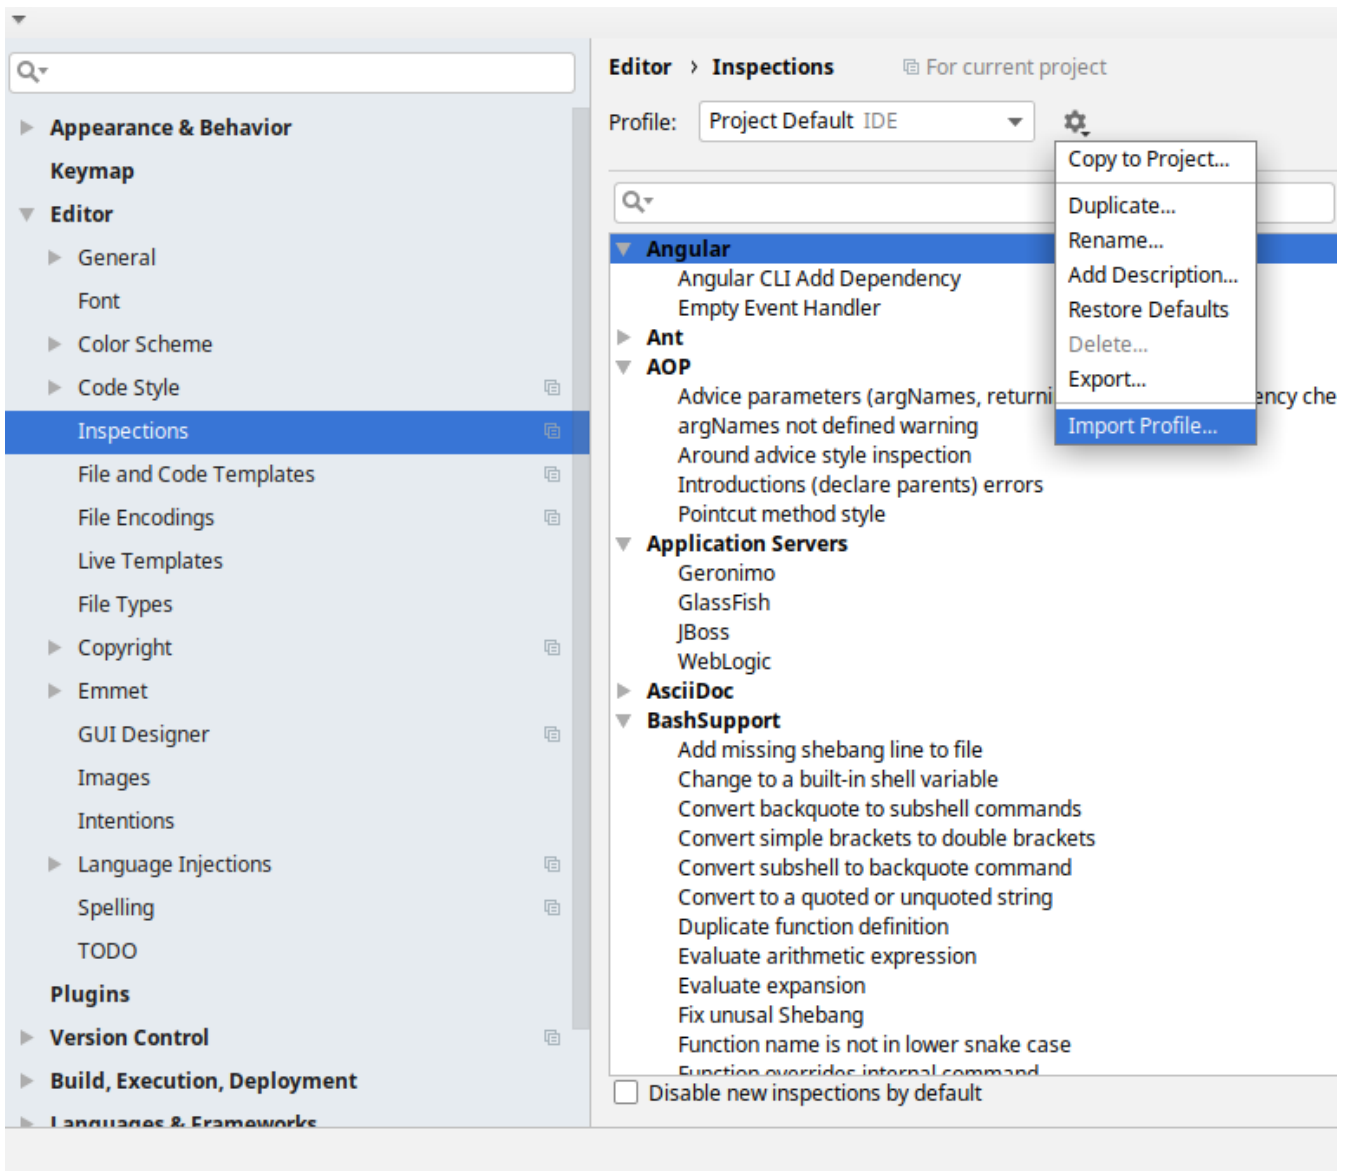 Appearance & Behavior
Keymap
Editor
General
Font
Color Scheme
Code Style
Inspections
File and Code Templates
File Encodings
Live Templates
File Types
Copyright
Emmet
GUI Designer
Images
Intentions
Language Injections
Spelling
TODO
Plugins
Version Control
Build, Execution, Deployment
Languages & Frameworks
Editor › Inspections For current project
Profile: Project Default IDE
Copy to Project...
Duplicate...
Rename...
Add Description...
Restore Defaults
Delete...
Export...
Import Profile...
Angular
Angular CLI Add Dependency
Empty Event Handler
Ant
AOP
Advice parameters (argNames, returni ency che
argNames not defined warning
Around advice style inspection
Introductions (declare parents) errors
Pointcut method style
Application Servers
Geronimo
GlassFish
JBoss
WebLogic
AsciiDoc
BashSupport
Add missing shebang line to file
Change to a built-in shell variable
Convert backquote to subshell commands
Convert simple brackets to double brackets
Convert subshell to backquote command
Convert to a quoted or unquoted string
Duplicate function definition
Evaluate arithmetic expression
Evaluate expansion
Fix unusal Shebang
Function name is not in lower snake case
Function overrides internal command
Disable new inspections by default